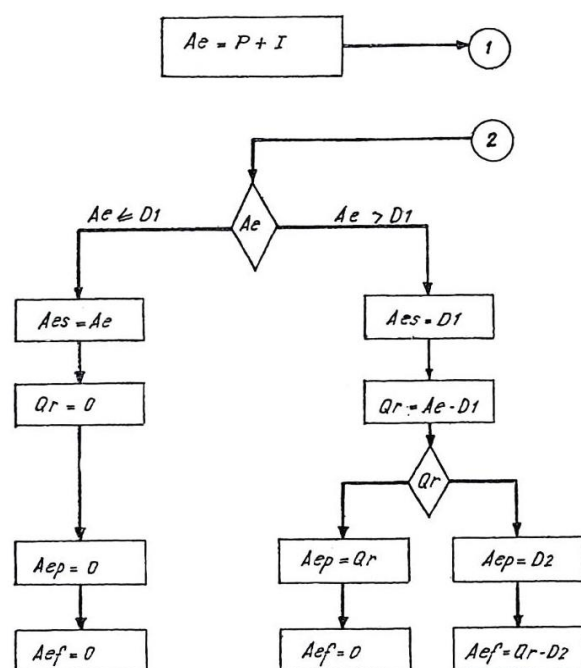 Ae = P + I
1
2
Ae ≤ D1
Ae
Ae > D1
Aes = Ae
Aes = D1
Qr = 0
Qr = Ae - D1
Qr
Aep = 0
Aep = Qr
Aep = D2
Aef = 0
Aef = 0
Aef = Qr - D2